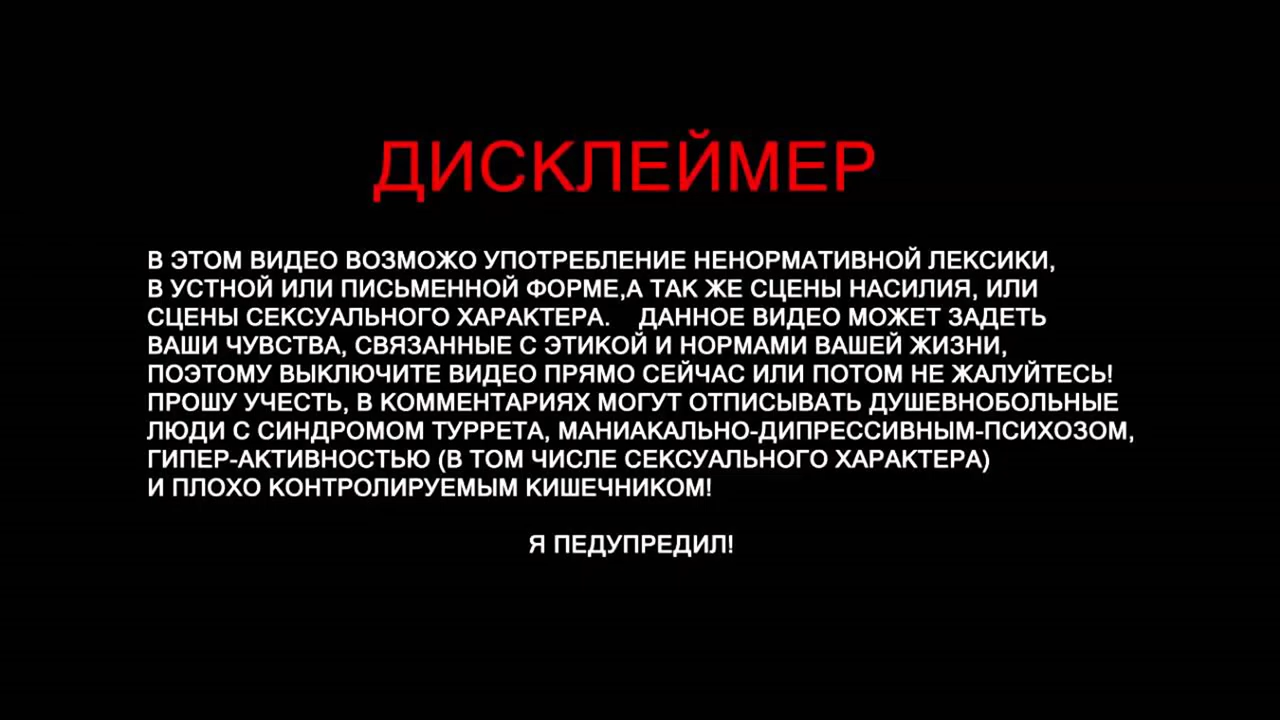 ДИСКЛЕЙМЕР
В ЭТОМ ВИДЕО ВОЗМОЖО УПОТРЕБЛЕНИЕ НЕНОРМАТИВНОЙ ЛЕКСИКИ,
В УСТНОЙ ИЛИ ПИСЬМЕННОЙ ФОРМЕ,А ТАК ЖЕ СЦЕНЫ НАСИЛИЯ, ИЛИ
СЦЕНЫ СЕКСУАЛЬНОГО ХАРАКТЕРА. ДАННОЕ ВИДЕО МОЖЕТ ЗАДЕТЬ
ВАШИ ЧУВСТВА, СВЯЗАННЫЕ С ЭТИКОЙ И НОРМАМИ ВАШЕЙ ЖИЗНИ,
ПОЭТОМУ ВЫКЛЮЧИТЕ ВИДЕО ПРЯМО СЕЙЧАС ИЛИ ПОТОМ НЕ ЖАЛУЙТЕСЬ!
ПРОШУ УЧЕСТЬ, В КОММЕНТАРИЯХ МОГУТ ОТПИСЫВАТЬ ДУШЕВНОБОЛЬНЫЕ
ЛЮДИ С СИНДРОМОМ ТУРРЕТА, МАНИАКАЛЬНО-ДИПРЕССИВНЫМ-ПСИХОЗОМ,
ГИПЕР-АКТИВНОСТЬЮ (В ТОМ ЧИСЛЕ СЕКСУАЛЬНОГО ХАРАКТЕРА)
И ПЛОХО КОНТРОЛИРУЕМЫМ КИШЕЧНИКОМ!
Я ПЕДУПРЕДИЛ!